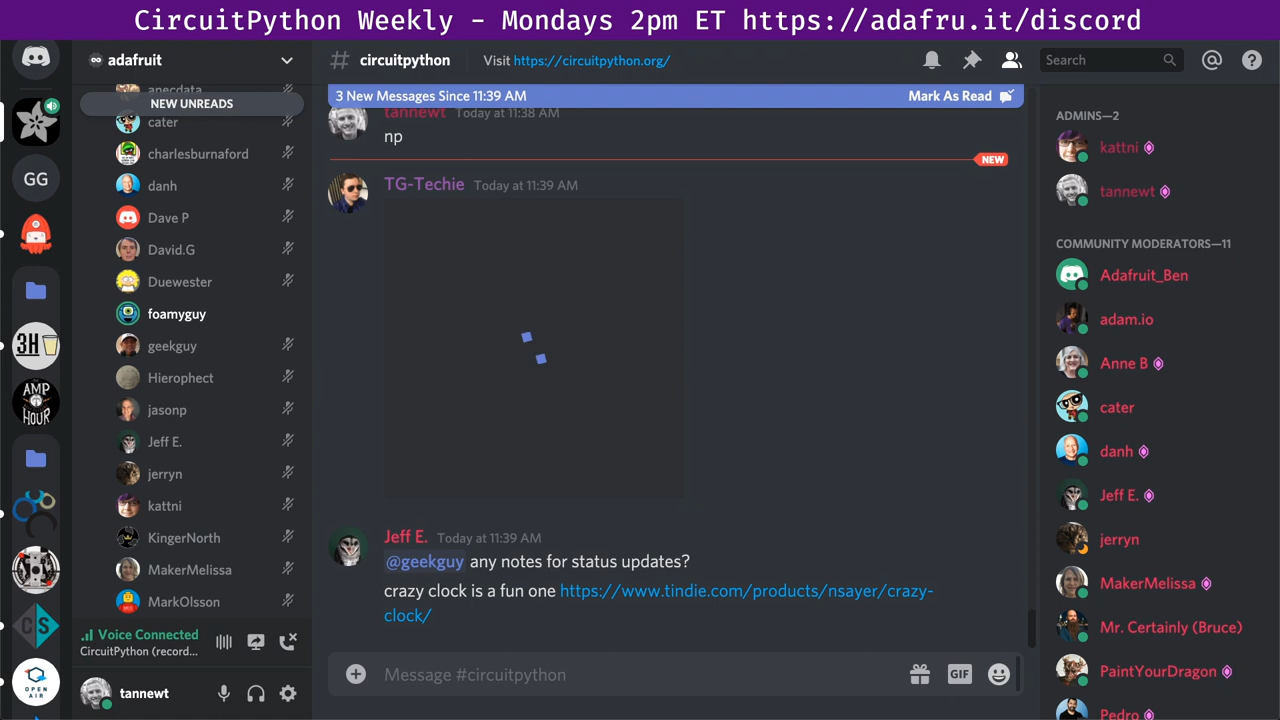 CircuitPython Weekly - Mondays 2pm ET https://adafru.it/discord
adafruit
anecdata
NEW UNREADS
cater
charlesburnaford
danh
Dave P
David.G
Duewester
foamyguy
geekguy
Hierophect
jasonp
Jeff E.
jerryn
kattni
KingerNorth
MakerMelissa
MarkOlsson
Voice Connected
CircuitPython (record...
tannewt
GG
3H
THE
AMP
HOUR
CS
OPEN
AIR
# circuitpython
Visit https://circuitpython.org/
Search
3 New Messages Since 11:39 AM
Mark As Read
tannewt Today at 11:38 AM
np
NEW
TG-Techie Today at 11:39 AM
Jeff E. Today at 11:39 AM
@geekguy any notes for status updates?
crazy clock is a fun one https://www.tindie.com/products/nsayer/crazy-
clock/
Message #circuitpython
GIF
ADMINS—2
kattni
tannewt
COMMUNITY MODERATORS—11
Adafruit_Ben
adam.io
Anne B
cater
danh
Jeff E.
jerryn
MakerMelissa
Mr. Certainly (Bruce)
PaintYourDragon
Pedro